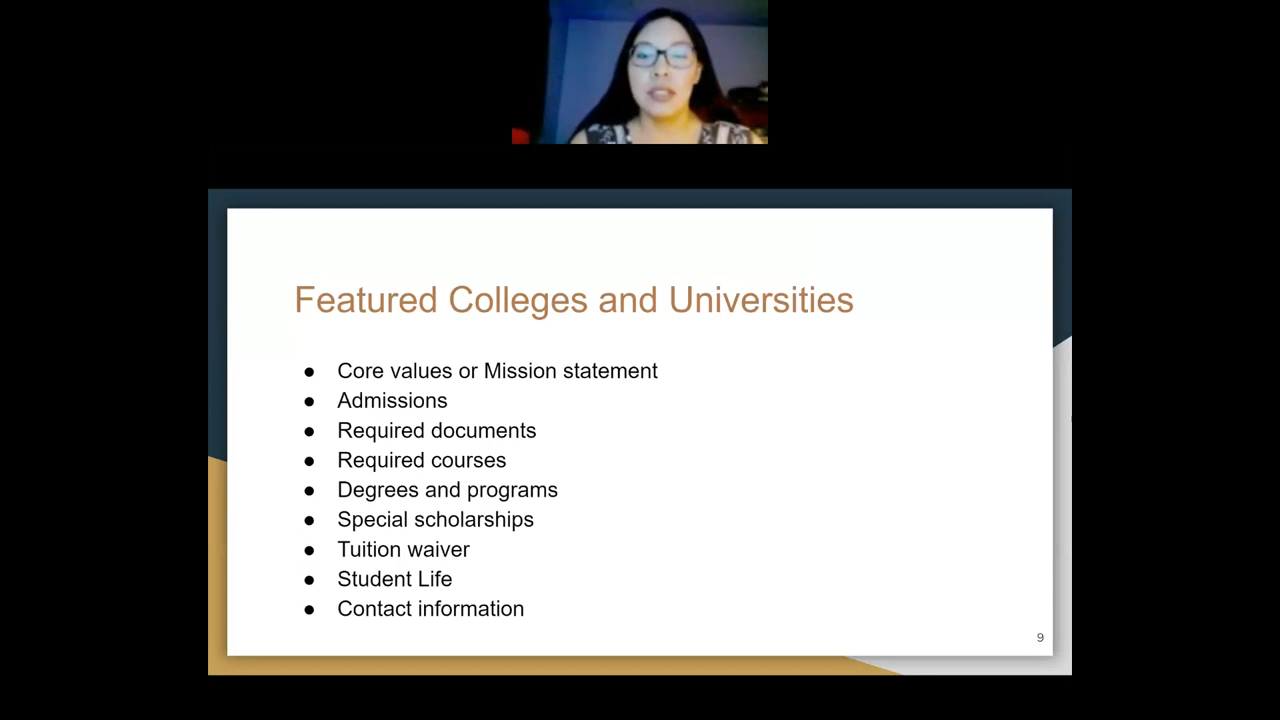 Featured Colleges and Universities
● Core values or Mission statement
● Admissions
● Required documents
● Required courses
● Degrees and programs
● Special scholarships
● Tuition waiver
● Student Life
● Contact information
9